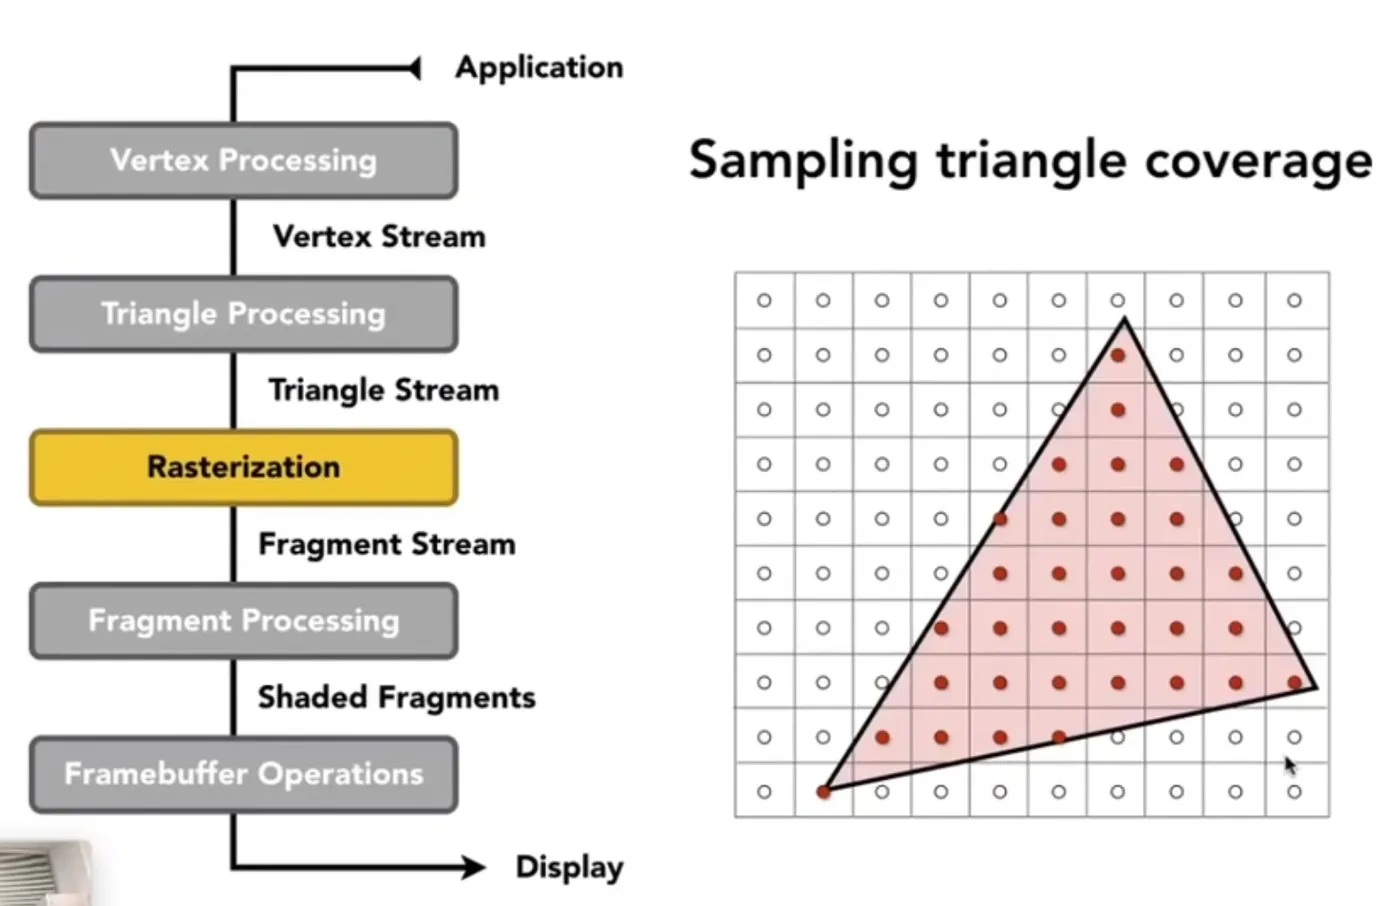 Application
Vertex Processing
Vertex Stream
Triangle Processing
Triangle Stream
Rasterization
Fragment Stream
Fragment Processing
Shaded Fragments
Framebuffer Operations
Display
Sampling triangle coverage